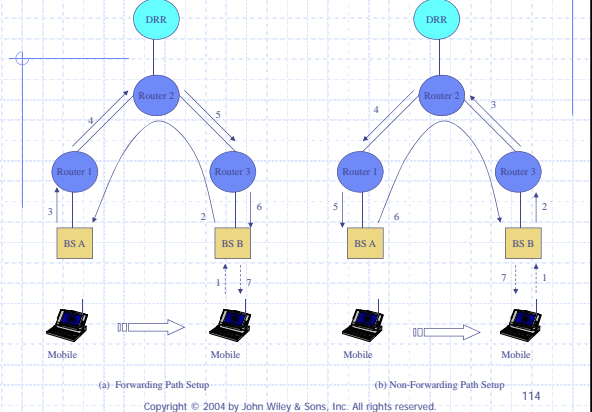 DRR
DRR
Router 2
Router 2
4
5
4
3
Router 1
Router 3
Router 1
Router 3
3
2
6
5
6
2
BS A
BS B
BS A
BS B
1
7
7
1
Mobile
Mobile
Mobile
Mobile
(a) Forwarding Path Setup
(b) Non-Forwarding Path Setup
114
Copyright © 2004 by John Wiley & Sons, Inc. All rights reserved.